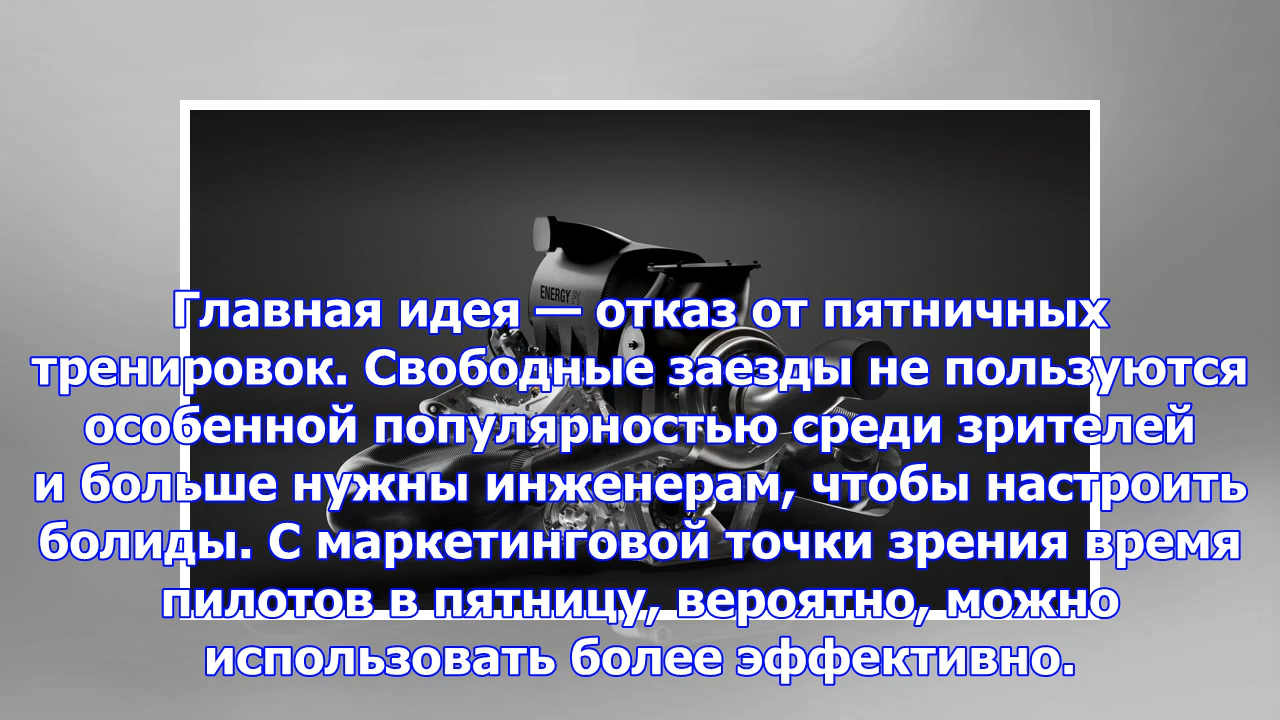 ENERGY
Главная идея — отказ от пятничных
тренировок. Свободные заезды не пользуются
особенной популярностью среди зрителей
и больше нужны инженерам, чтобы настроить
болиды. С маркетинговой точки зрения время
пилотов в пятницу, вероятно, можно
использовать более эффективно.